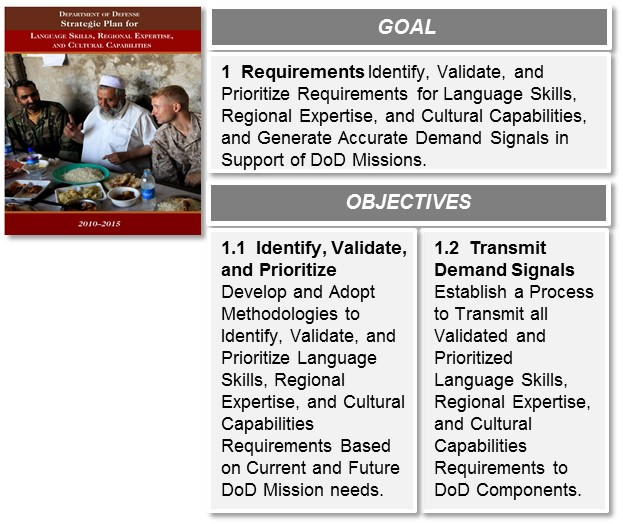 DEPARTMENT OF DEFENSE
Strategic Plan for
LANGUAGE SKILLS, REGIONAL EXPERTISE,
AND CULTURAL CAPABILITIES
2010–2015
GOAL
1 Requirements Identify, Validate, and
Prioritize Requirements for Language Skills,
Regional Expertise, and Cultural Capabilities,
and Generate Accurate Demand Signals in
Support of DoD Missions.
OBJECTIVES
1.1 Identify, Validate,
and Prioritize
Develop and Adopt
Methodologies to
Identify, Validate, and
Prioritize Language
Skills, Regional
Expertise, and Cultural
Capabilities
Requirements Based
on Current and Future
DoD Mission needs.
1.2 Transmit
Demand Signals
Establish a Process
to Transmit all
Validated and
Prioritized
Language Skills,
Regional Expertise,
and Cultural
Capabilities
Requirements to
DoD Components.